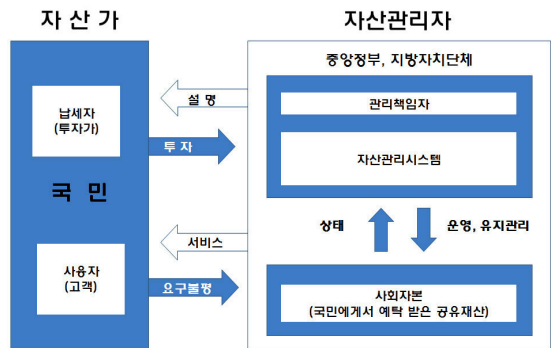 자 산 가
자산관리자
중앙정부, 지방자치단체
납세자
(투자가)
설 명
투 자
관리책임자
자산관리시스템
국 민
상태
운영, 유지관리
서비스
요구불평
사용자
(고객)
사회자본
(국민에게서 예탁 받은 공유재산)